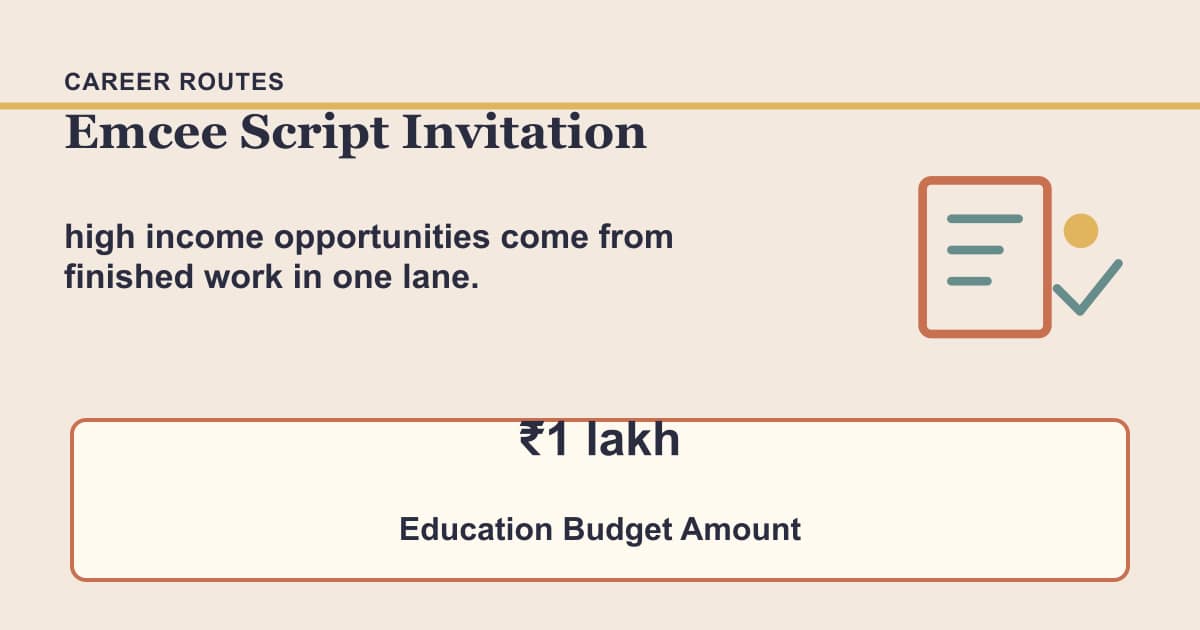 CAREER ROUTES
Emcee Script Invitation
high income opportunities come from
finished work in one lane.
₹1 lakh
Education Budget Amount